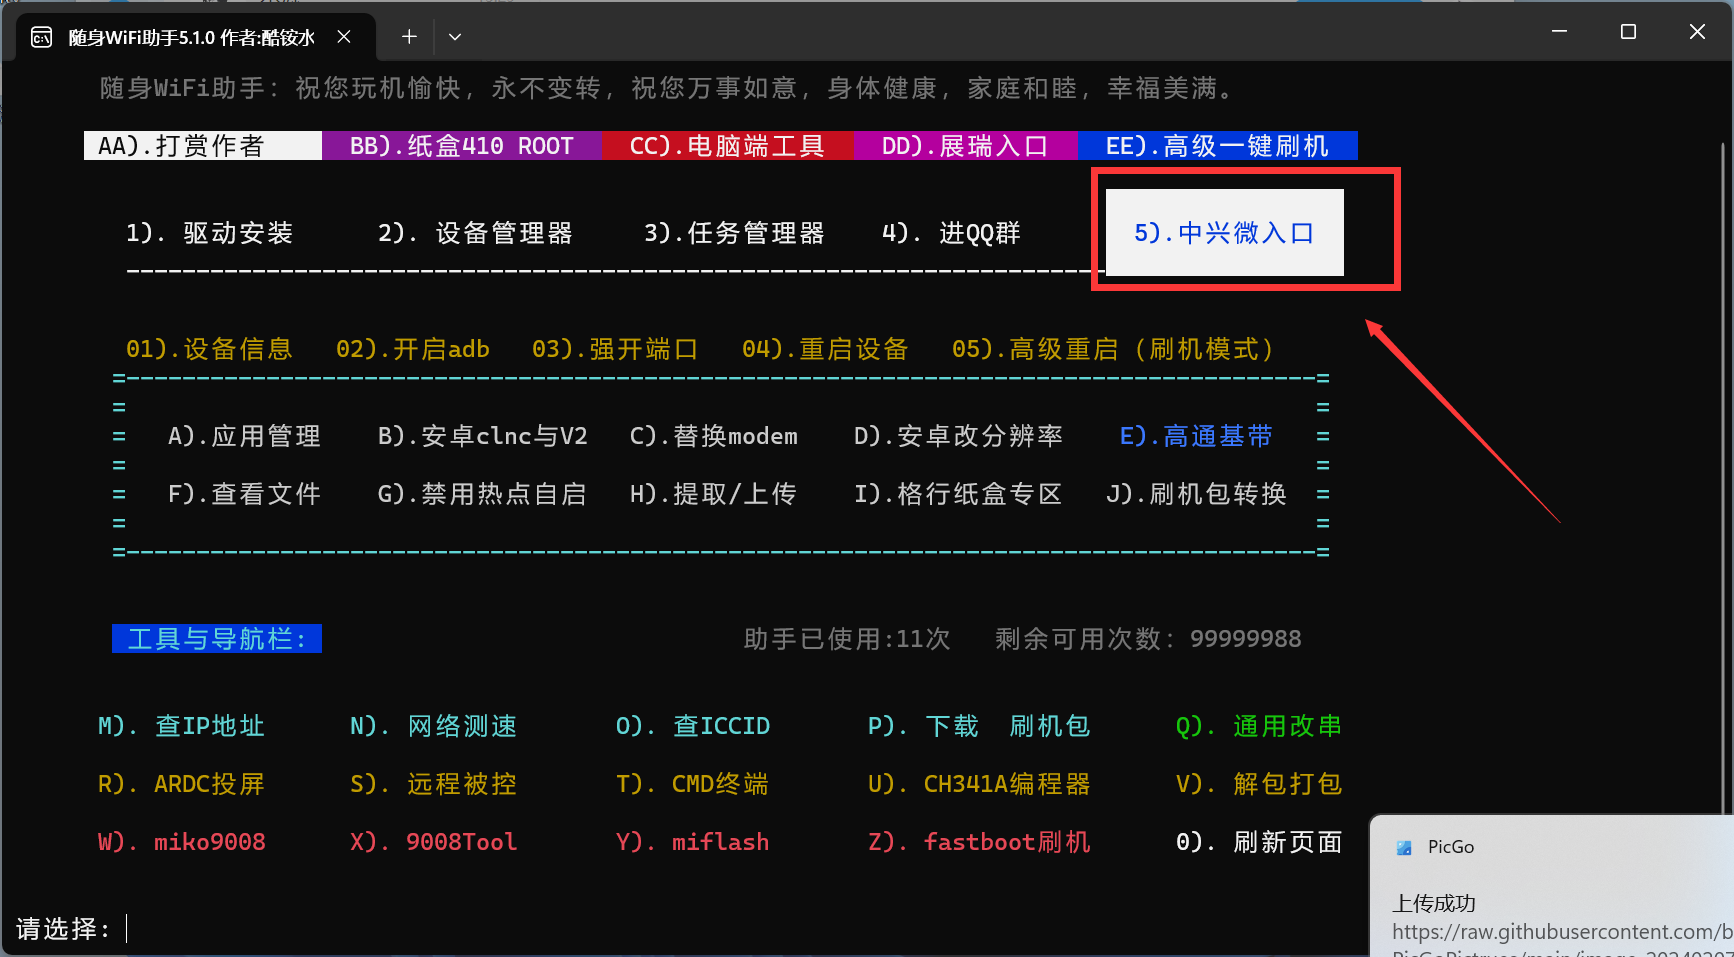 随身WiFi助手5.1.0 作者:酷铵水
随身WiFi助手：祝您玩机愉快，永不变转，祝您万事如意，身体健康，家庭和睦，幸福美满。
AA).打赏作者 BB).纸盒410 ROOT CC).电脑端工具 DD).展瑞入口 EE).高级一键刷机
1). 驱动安装 2). 设备管理器 3).任务管理器 4). 进QQ群 5).中兴微入口
01).设备信息 02).开启adb 03).强开端口 04).重启设备 05).高级重启（刷机模式）
A).应用管理 B).安卓clnc与V2 C).替换modem D).安卓改分辨率 E).高通基带
F).查看文件 G).禁用热点自启 H).提取/上传 I).格行纸盒专区 J).刷机包转换
工具与导航栏: 助手已使用:11次 剩余可用次数：99999988
M). 查IP地址 N). 网络测速 O). 查ICCID P). 下载 刷机包 Q). 通用改串
R). ARDC投屏 S). 远程被控 T). CMD终端 U). CH341A编程器 V). 解包打包
W). miko9008 X). 9008Tool Y). miflash Z). fastboot刷机 0). 刷新页面
请选择:
PicGo
上传成功
https://raw.githubusercontent.com/b